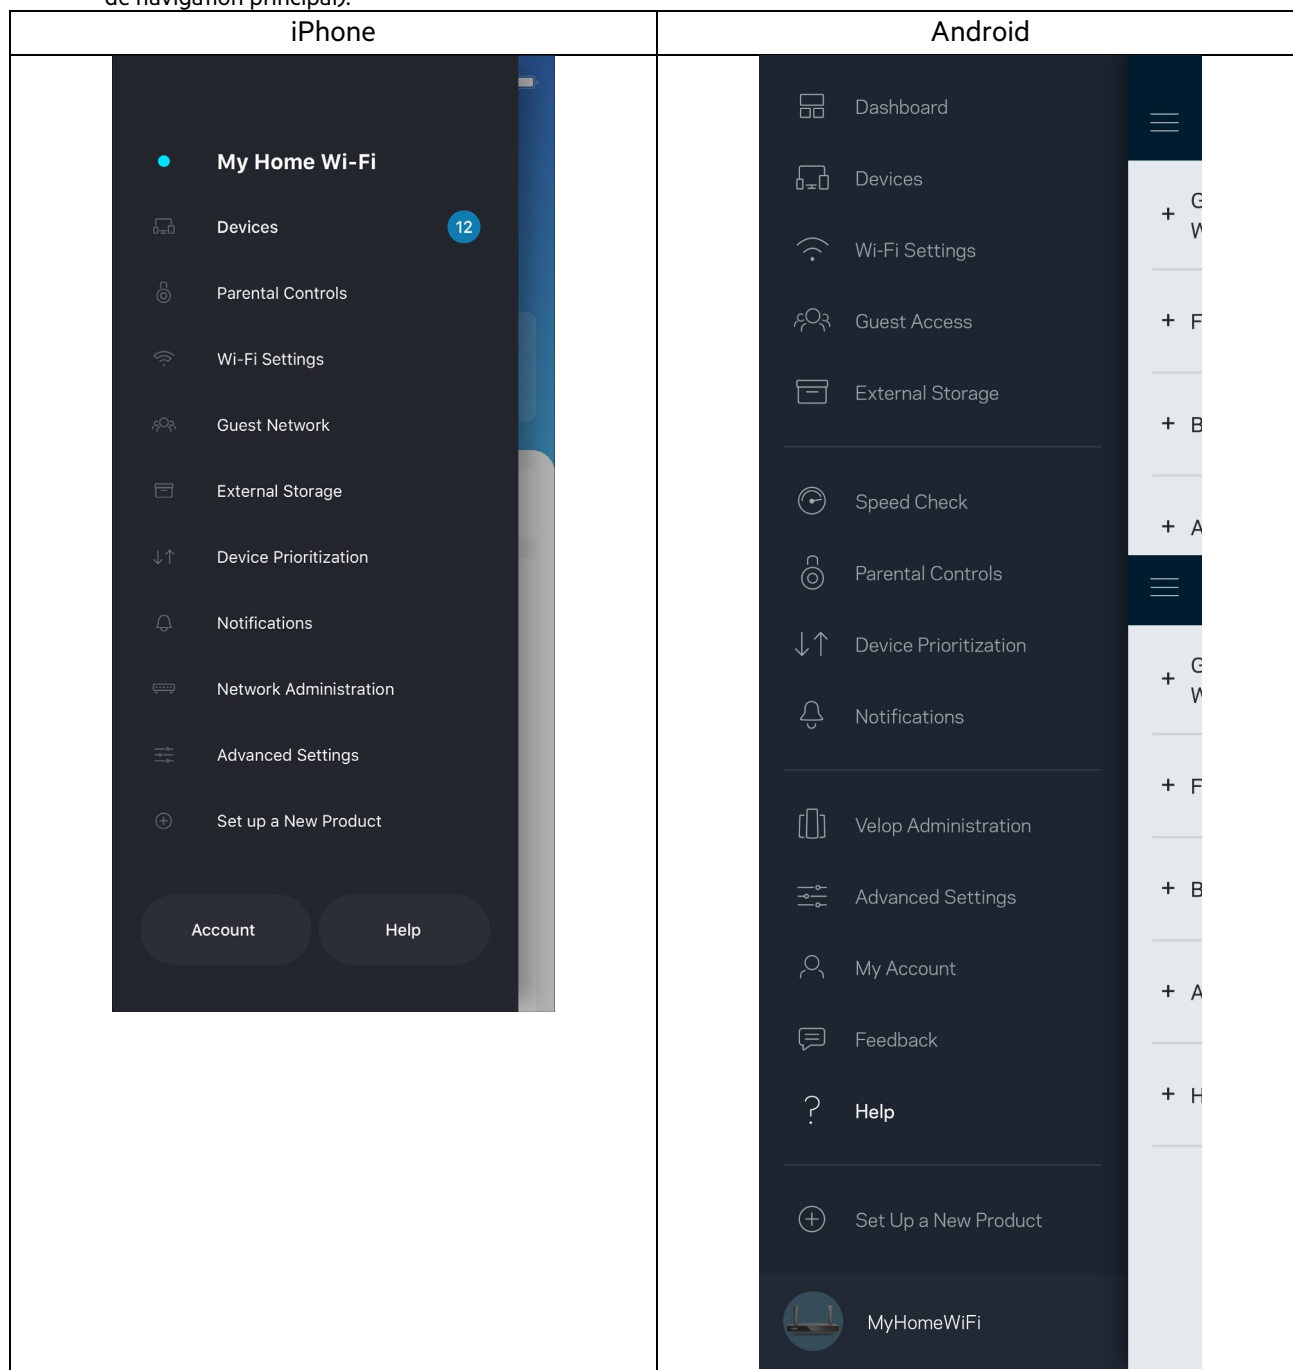 de navigation principal).
iPhone
Android
My Home Wi-Fi
Devices
12
Parental Controls
Wi-Fi Settings
Guest Network
External Storage
Device Prioritization
Notifications
Network Administration
Advanced Settings
Set up a New Product
Account
Help
Dashboard
Devices
Wi-Fi Settings
Guest Access
External Storage
Speed Check
Parental Controls
Device Prioritization
Notifications
Velop Administration
Advanced Settings
My Account
Feedback
? Help
Set Up a New Product
MyHomeWiFi
+ G
W
+ F
+ B
+ A
+ G
W
+ F
+ B
+ A
+ H